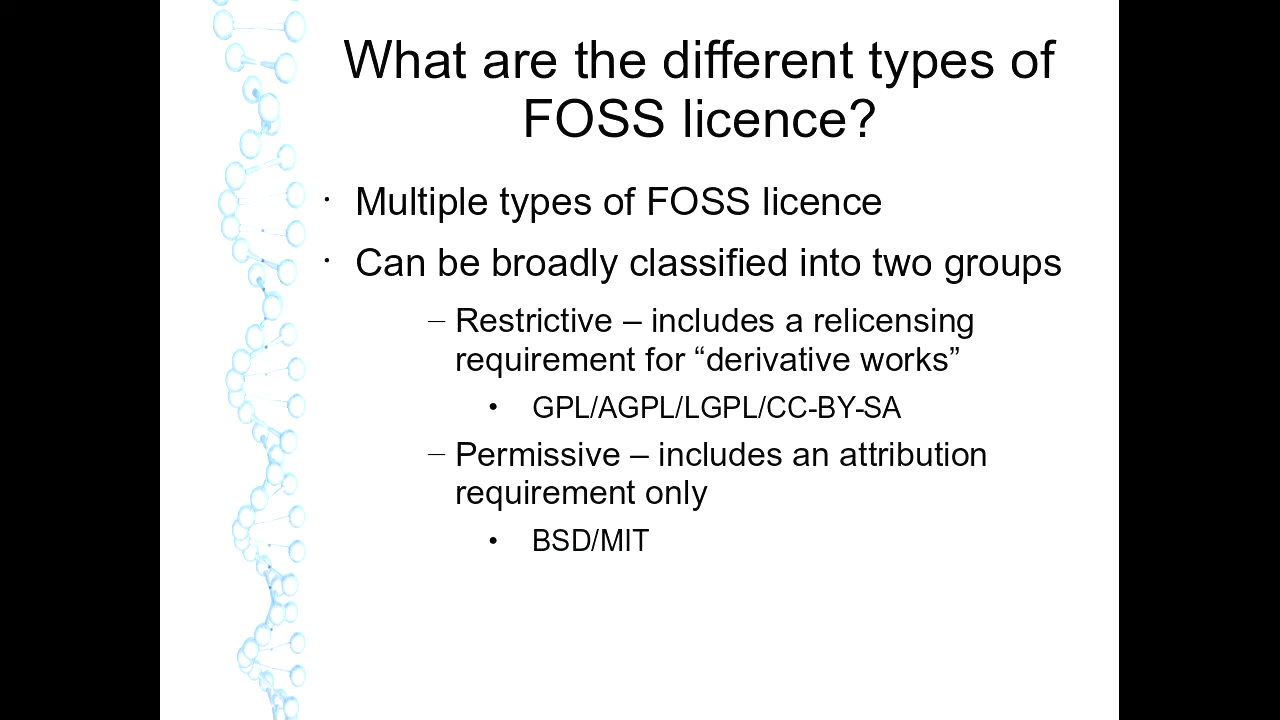 What are the different types of
FOSS licence?
• Multiple types of FOSS licence
• Can be broadly classified into two groups
– Restrictive – includes a relicensing
requirement for “derivative works”
• GPL/AGPL/LGPL/CC-BY-SA
– Permissive – includes an attribution
requirement only
• BSD/MIT